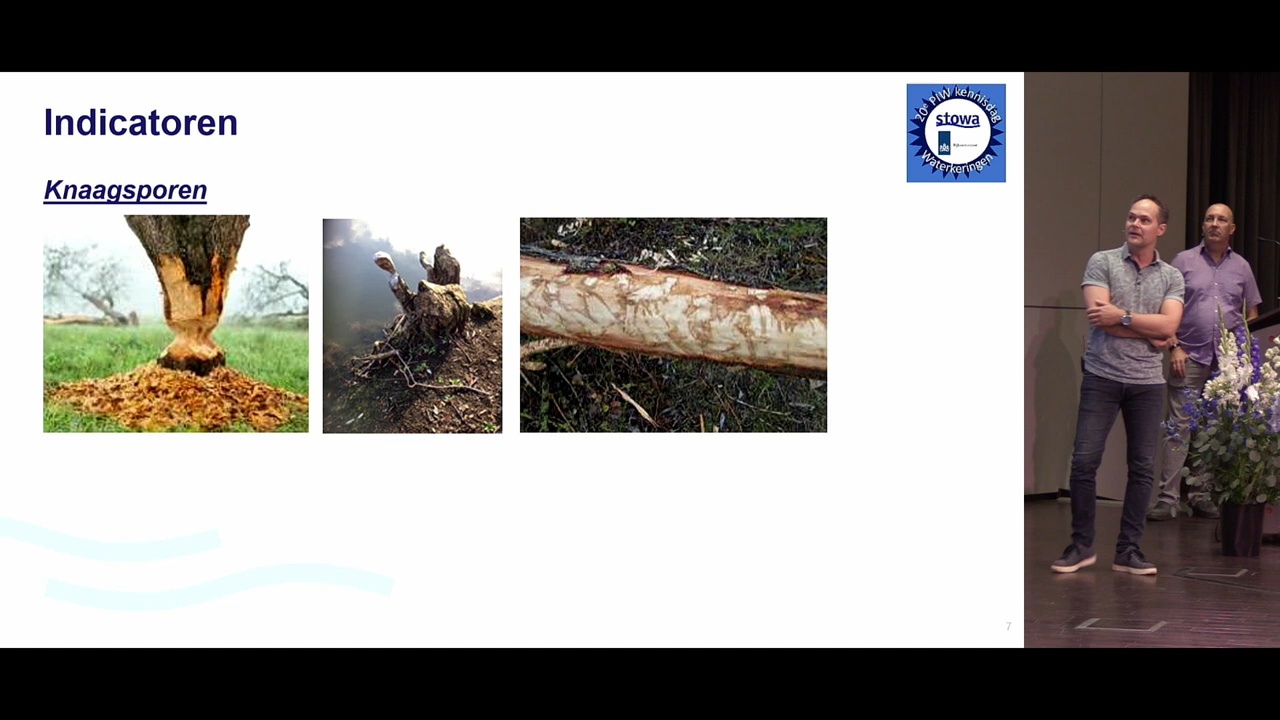 Indicatoren
Knaagsporen
20e PIW kennisdag
stowa
Waterkeringen
7